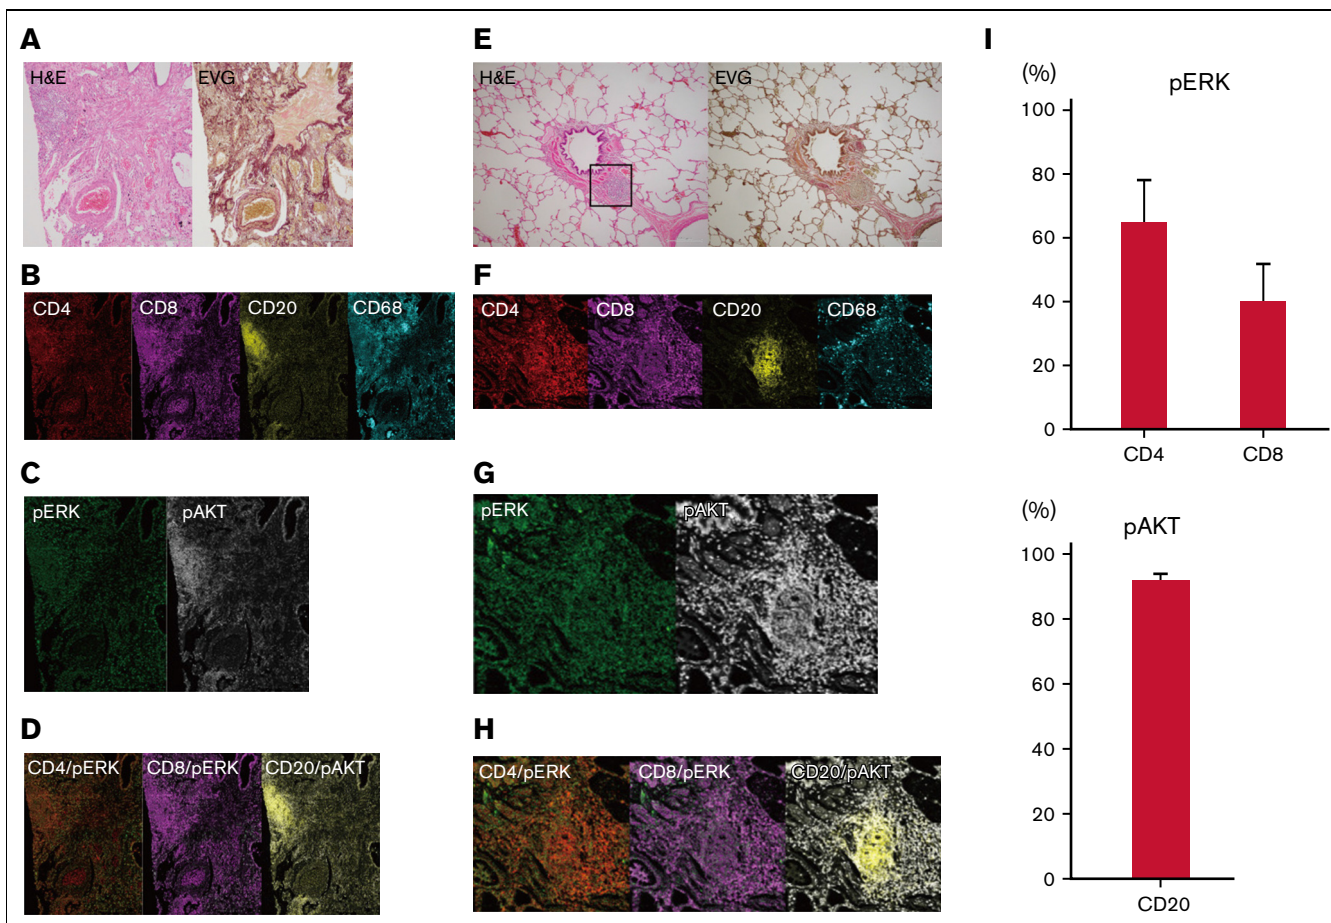 A
H&E
EVG
B
CD4
CD8
CD20
CD68
C
pERK
pAKT
D
CD4/pERK
CD8/pERK
CD20/pAKT
E
H&E
EVG
F
CD4
CD8
CD20
CD68
G
pERK
pAKT
H
CD4/pERK
CD8/pERK
CD20/pAKT
I
(%)
pERK
100
80
60
40
20
0
CD4
CD8
(%)
pAKT
100
80
60
40
20
0
CD20